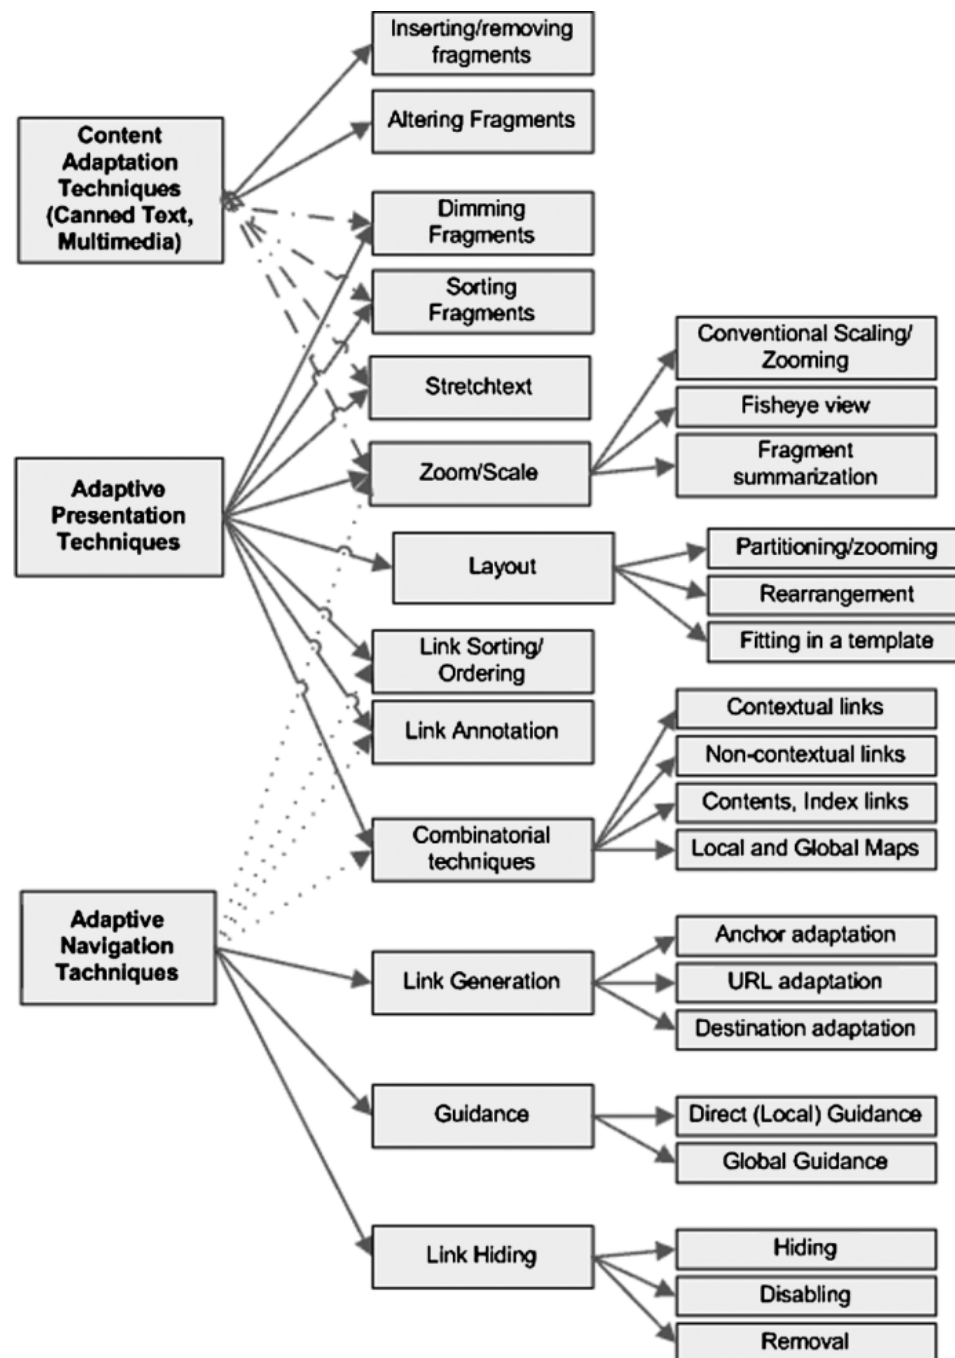 Content
Adaptation
Techniques
(Canned Text,
Multimedia)
Adaptive
Presentation
Techniques
Adaptive
Navigation
Tachniques
Inserting/removing
fragments
Altering Fragments
Dimming
Fragments
Sorting
Fragments
Stretchtext
Zoom/Scale
Layout
Link Sorting/
Ordering
Link Annotation
Combinatorial
techniques
Link Generation
Guidance
Link Hiding
Conventional Scaling/
Zooming
Fisheye view
Fragment
summarization
Partitioning/zooming
Rearrangement
Fitting in a template
Contextual links
Non-contextual links
Contents, Index links
Local and Global Maps
Anchor adaptation
URL adaptation
Destination adaptation
Direct (Local) Guidance
Global Guidance
Hiding
Disabling
Removal